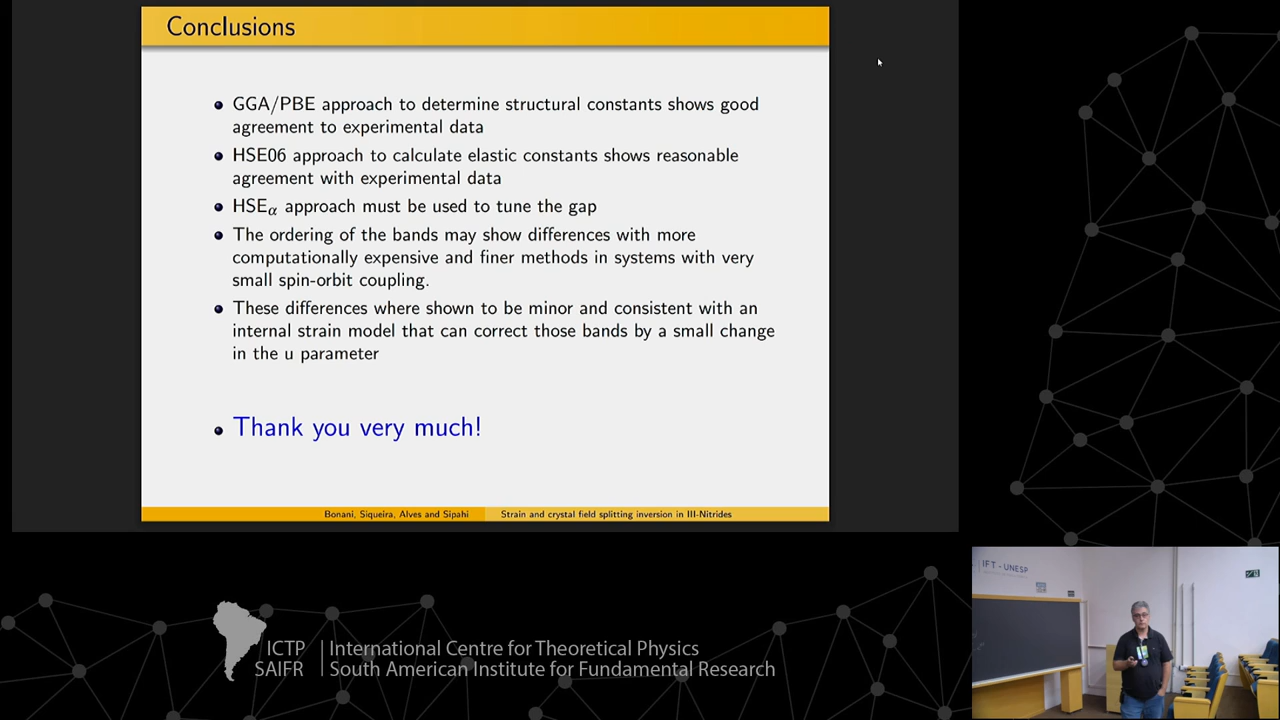 Conclusions
GGA/PBE approach to determine structural constants shows good
agreement to experimental data
HSE06 approach to calculate elastic constants shows reasonable
agreement with experimental data
HSEα approach must be used to tune the gap
The ordering of the bands may show differences with more
computationally expensive and finer methods in systems with very
small spin-orbit coupling.
These differences where shown to be minor and consistent with an
internal strain model that can correct those bands by a small change
in the u parameter
Thank you very much!
Bonani, Siqueira, Alves and Sipahi
Strain and crystal field splitting inversion in III-Nitrides
IFT - UNESP
ICTP
SAIFR
International Centre for Theoretical Physics
South American Institute for Fundamental Research